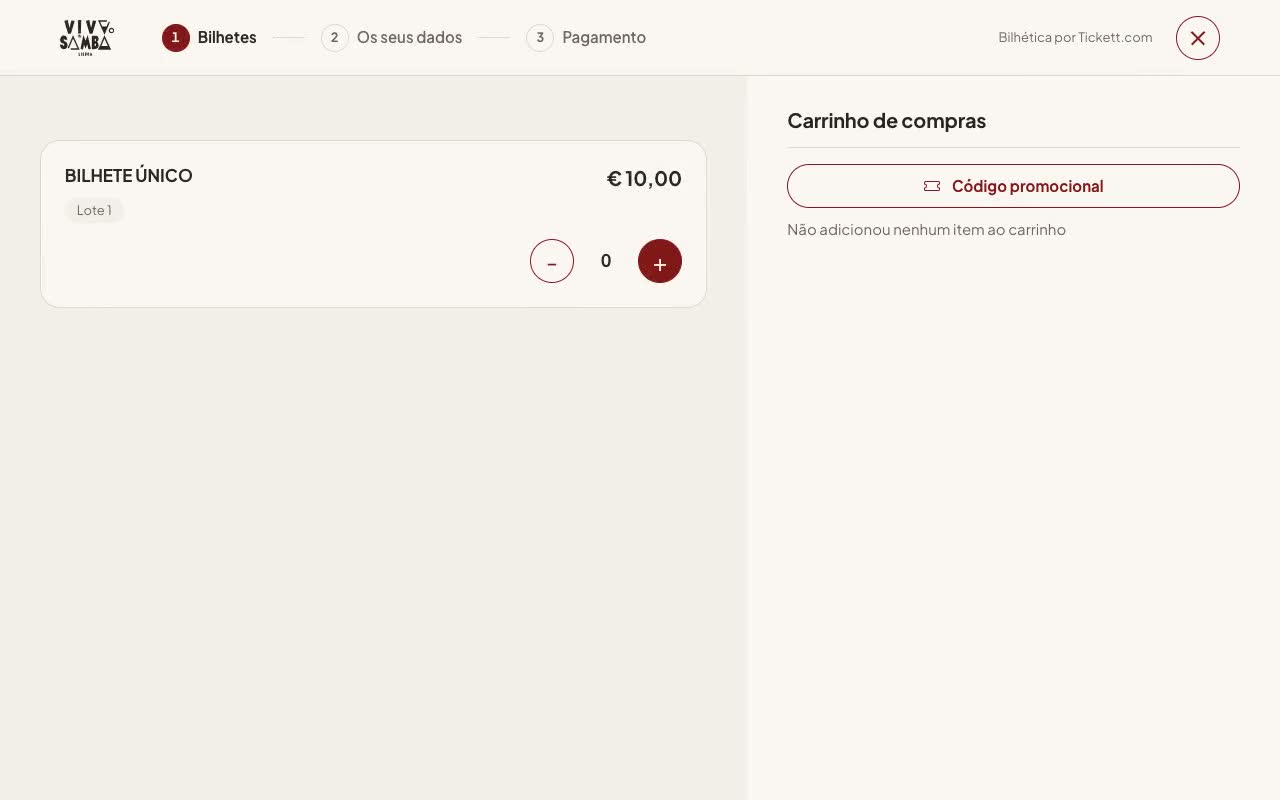 VIVA
SAMBA
LISBOA
1 Bilhetes
2 Os seus dados
3 Pagamento
Bilhética por Tickett.com
BILHETE ÚNICO
€ 10,00
Lote 1
- 0 +
Carrinho de compras
Código promocional
Não adicionou nenhum item ao carrinho